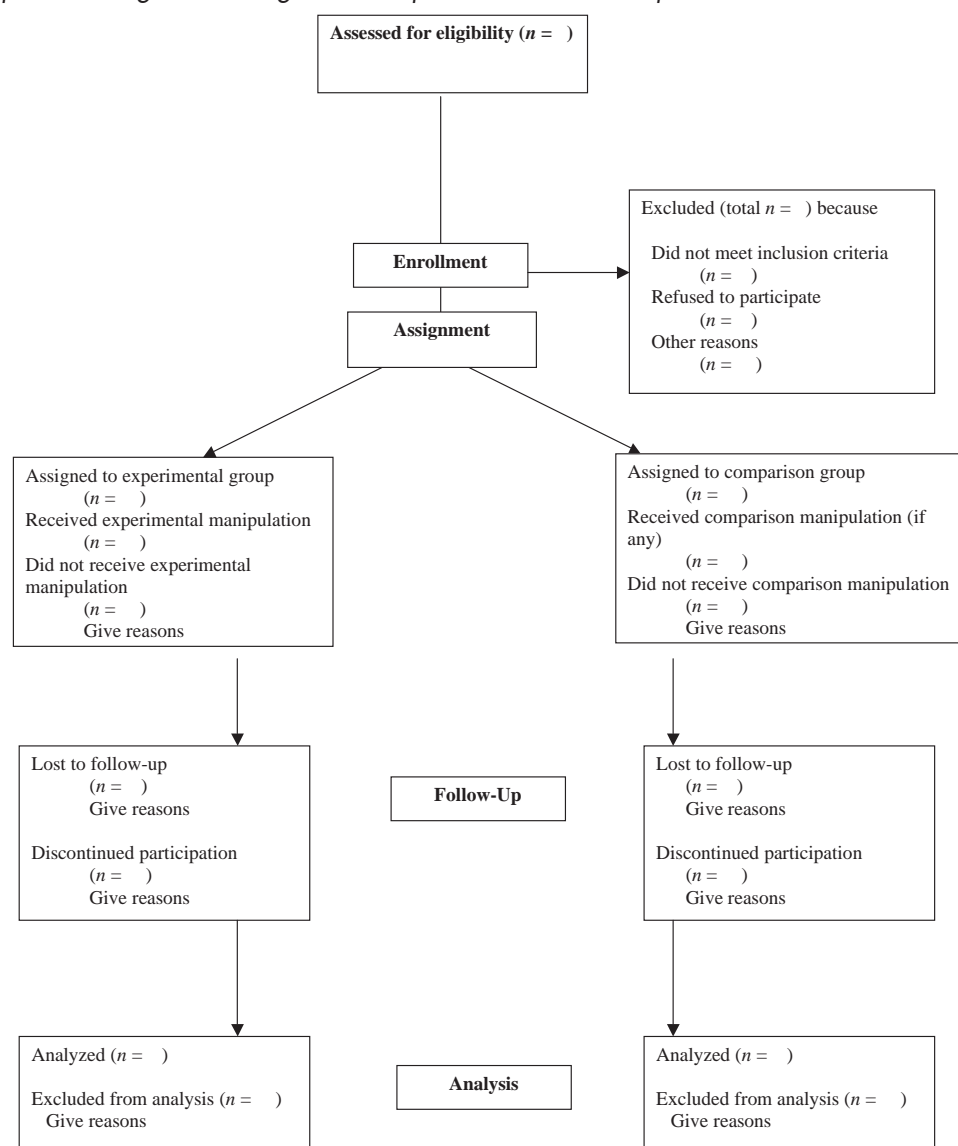 Assessed for eligibility (n = )
Excluded (total n = ) because
Did not meet inclusion criteria
(n = )
Refused to participate
(n = )
Other reasons
(n = )
Enrollment
Assignment
Assigned to experimental group
(n = )
Received experimental manipulation
(n = )
Did not receive experimental
manipulation
(n = )
Give reasons
Assigned to comparison group
(n = )
Received comparison manipulation (if
any)
(n = )
Did not receive comparison manipulation
(n = )
Give reasons
Lost to follow-up
(n = )
Give reasons
Discontinued participation
(n = )
Give reasons
Follow-Up
Lost to follow-up
(n = )
Give reasons
Discontinued participation
(n = )
Give reasons
Analyzed (n = )
Excluded from analysis (n = )
Give reasons
Analysis
Analyzed (n = )
Excluded from analysis (n = )
Give reasons